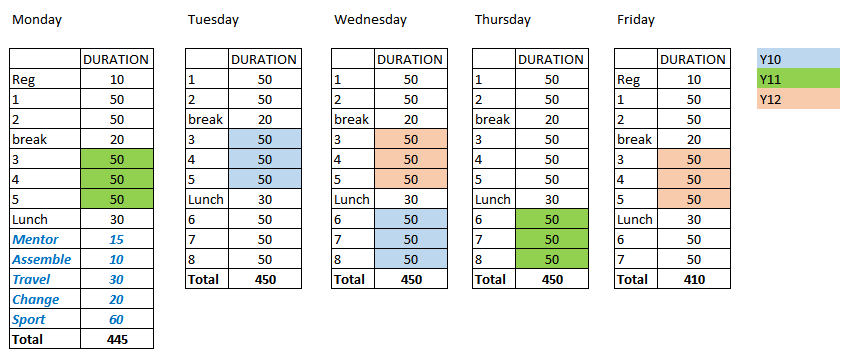 Monday Tuesday Wednesday Thursday Friday
DURATION DURATION DURATION DURATION DURATION Y10
Reg 10 1 50 1 50 1 50 Reg 10 Y11
1 50 2 50 2 50 2 50 1 50 Y12
2 50 break 20 break 20 break 20 2 50
break 20 3 50 3 50 3 50 break 20
3 50 4 50 4 50 4 50 3 50
4 50 5 50 5 50 5 50 4 50
5 50 Lunch 30 Lunch 30 Lunch 30 5 50
Lunch 30 6 50 6 50 6 50 Lunch 30
Mentor 15 7 50 7 50 7 50 6 50
Assemble 10 8 50 8 50 8 50 7 50
Travel 30 Total 450 Total 450 Total 450 Total 410
Change 20
Sport 60
Total 445